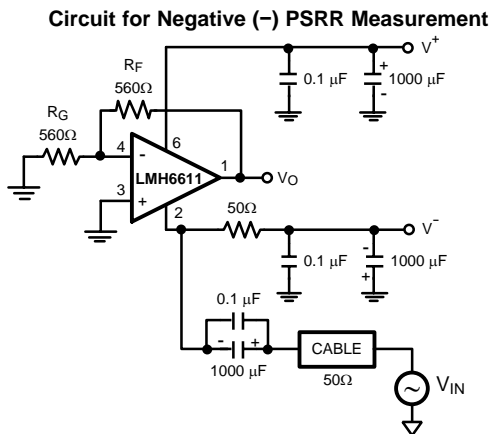 Circuit for Negative (−) PSRR Measurement
V+
RF
560Ω
0.1 µF
+
-
1000 µF
RG
560Ω
6
4
-
LMH6611
1
VO
3
+
2
50Ω
V-
0.1 µF
-
+
1000 µF
0.1 µF
-
+
1000 µF
CABLE
50Ω
VIN
~